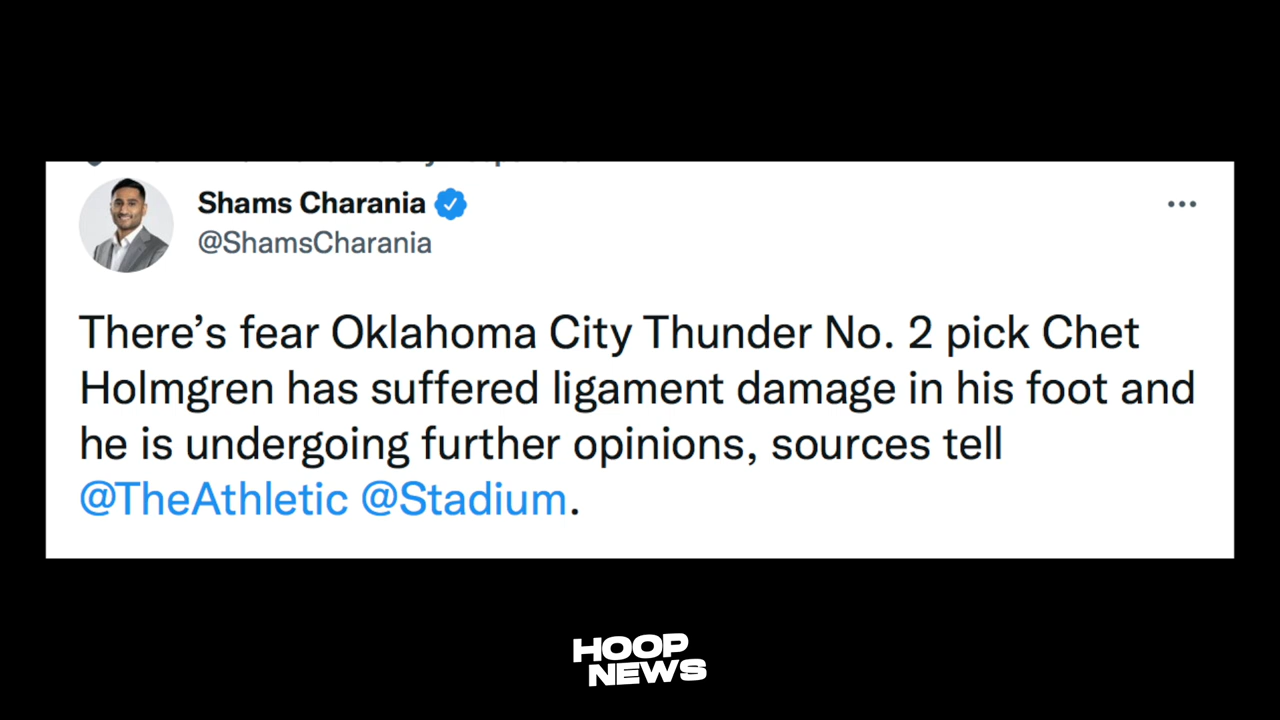 Shams Charania
@ShamsCharania
There’s fear Oklahoma City Thunder No. 2 pick Chet
Holmgren has suffered ligament damage in his foot and
he is undergoing further opinions, sources tell
@TheAthletic @Stadium.
HOOP
NEWS